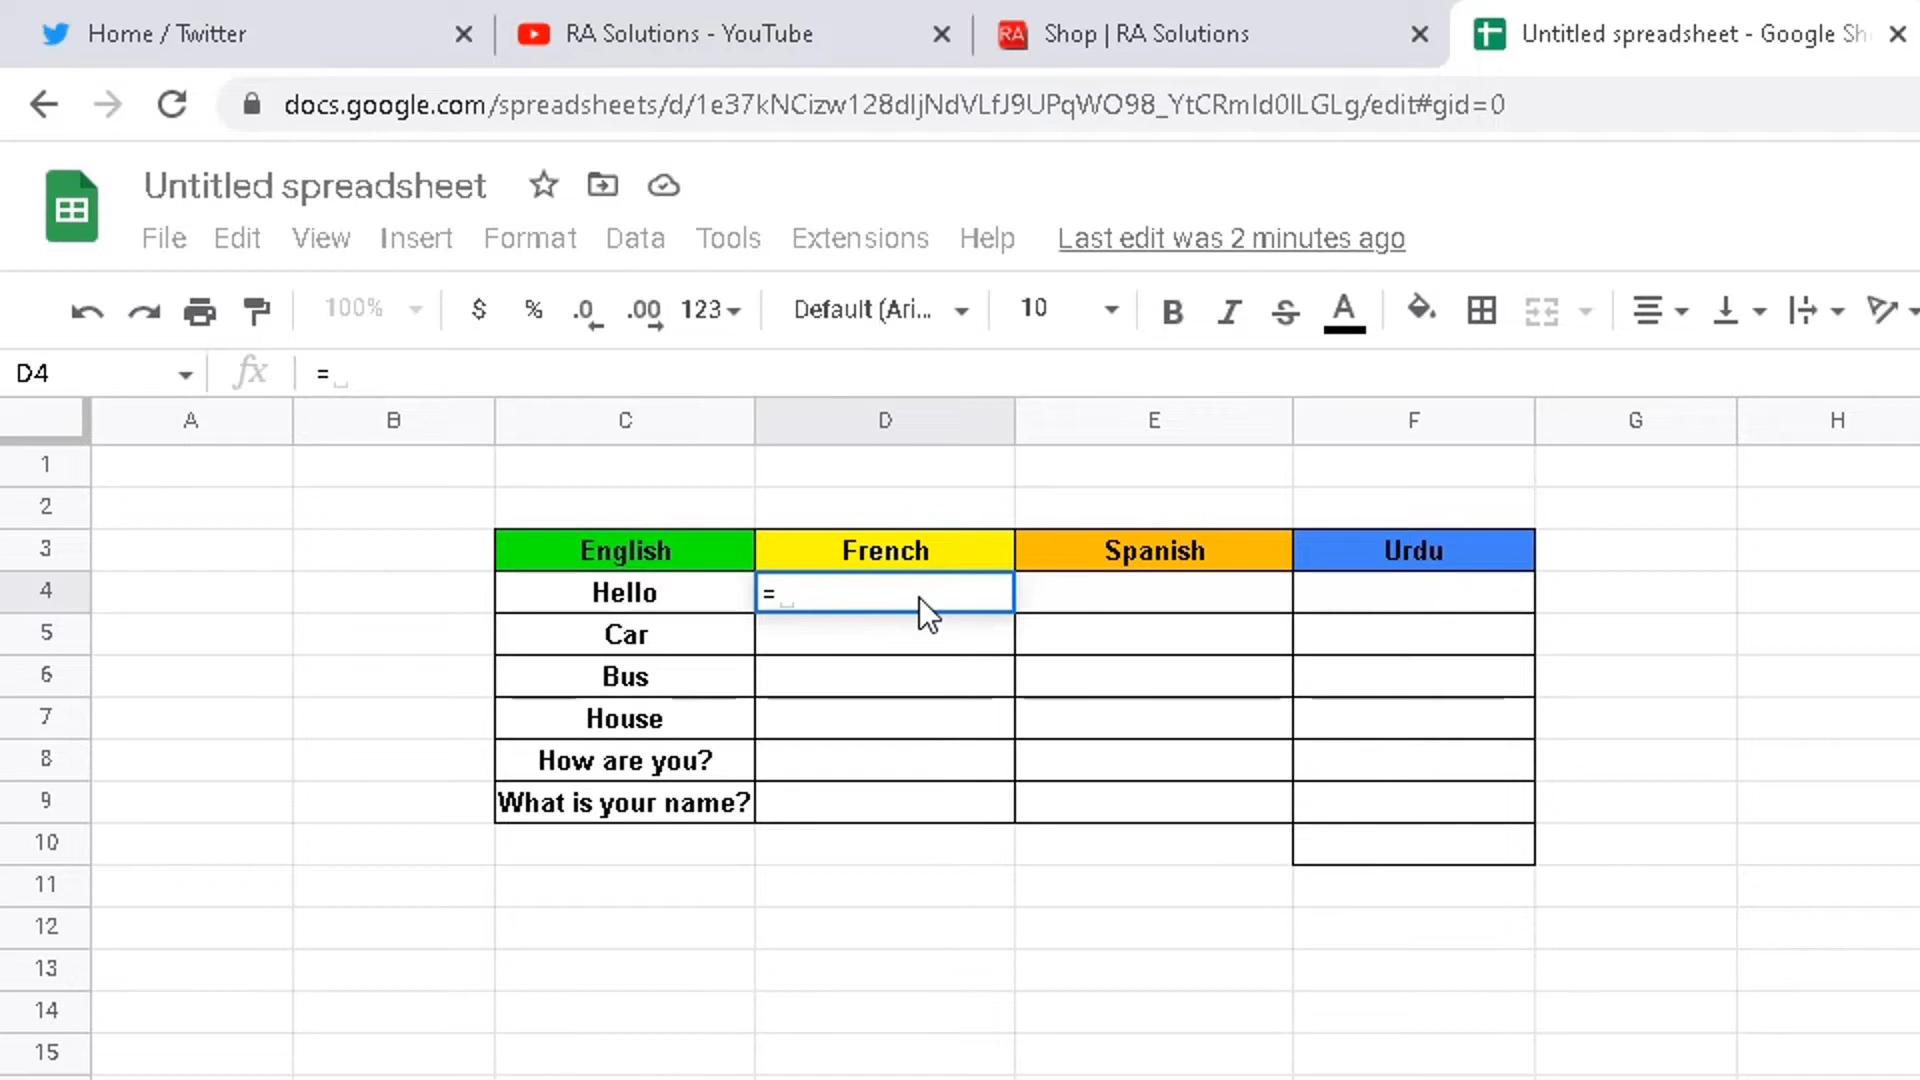 Home / Twitter
RA Solutions - YouTube
RA
Shop | RA Solutions
Untitled spreadsheet - Google Sh
docs.google.com/spreadsheets/d/1e37kNCizw128dIjNdVLfJ9UPqWO98_YtCRmId0ILGLg/edit#gid=0
Untitled spreadsheet
File Edit View Insert Format Data Tools Extensions Help Last edit was 2 minutes ago
100% $ % .0 .00 123 Default (Ari... 10 B I S A
D4 fx =
A B C D E F G H
1
2
3 English French Spanish Urdu
4 Hello =
5 Car
6 Bus
7 House
8 How are you?
9 What is your name?
10
11
12
13
14
15